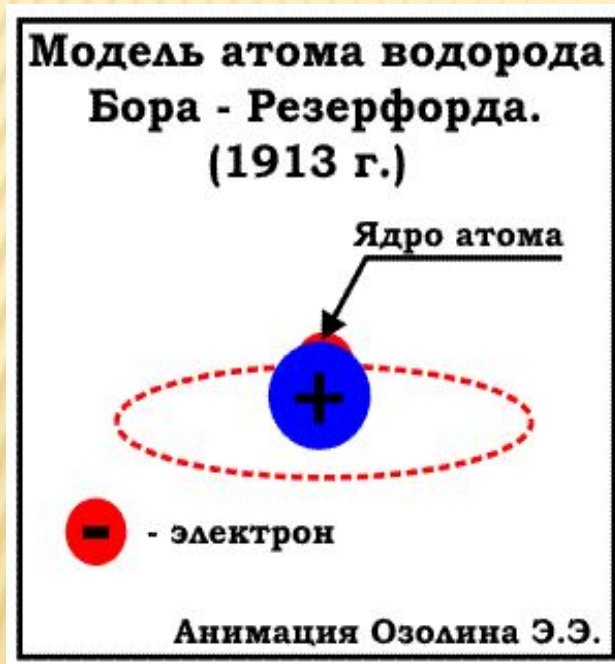 Модель атома водорода
Бора - Резерфорда.
(1913 г.)
Ядро атома
+
- - электрон
Анимация Озолина Э.Э.